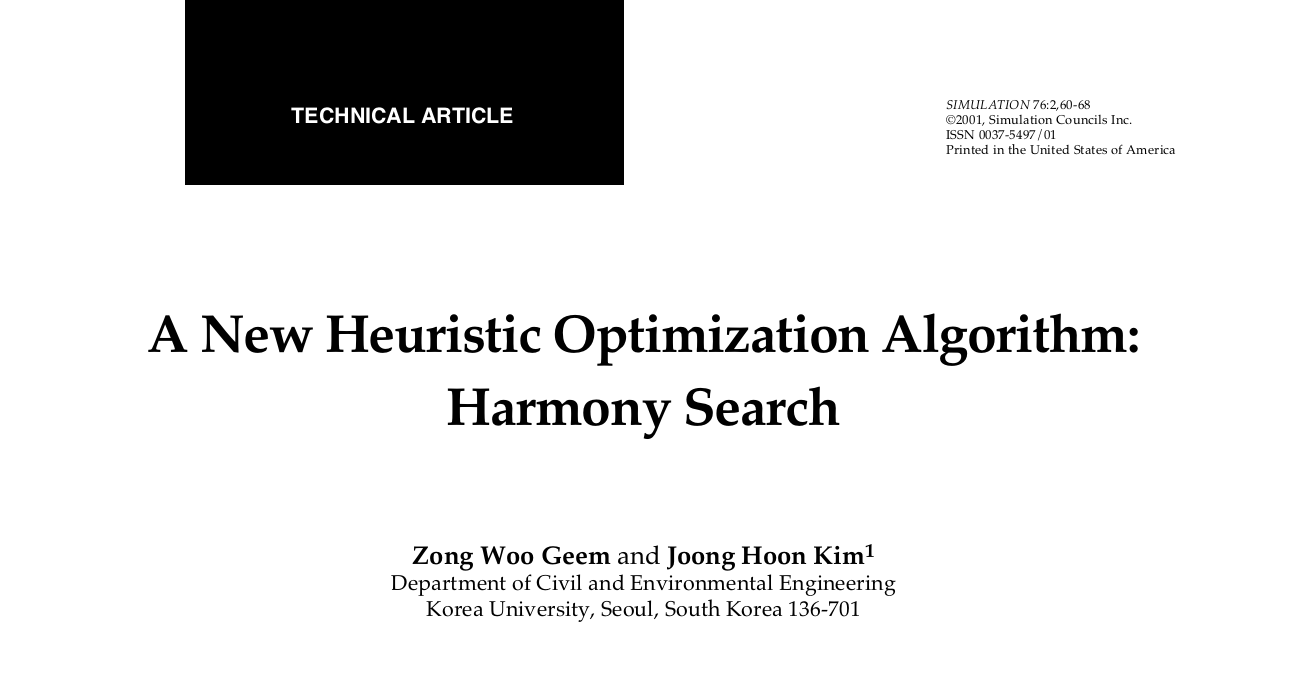 TECHNICAL ARTICLE
SIMULATION 76:2,60-68
©2001, Simulation Councils Inc.
ISSN 0037-5497/01
Printed in the United States of America
A New Heuristic Optimization Algorithm:
Harmony Search
Zong Woo Geem and Joong Hoon Kim¹
Department of Civil and Environmental Engineering
Korea University, Seoul, South Korea 136-701